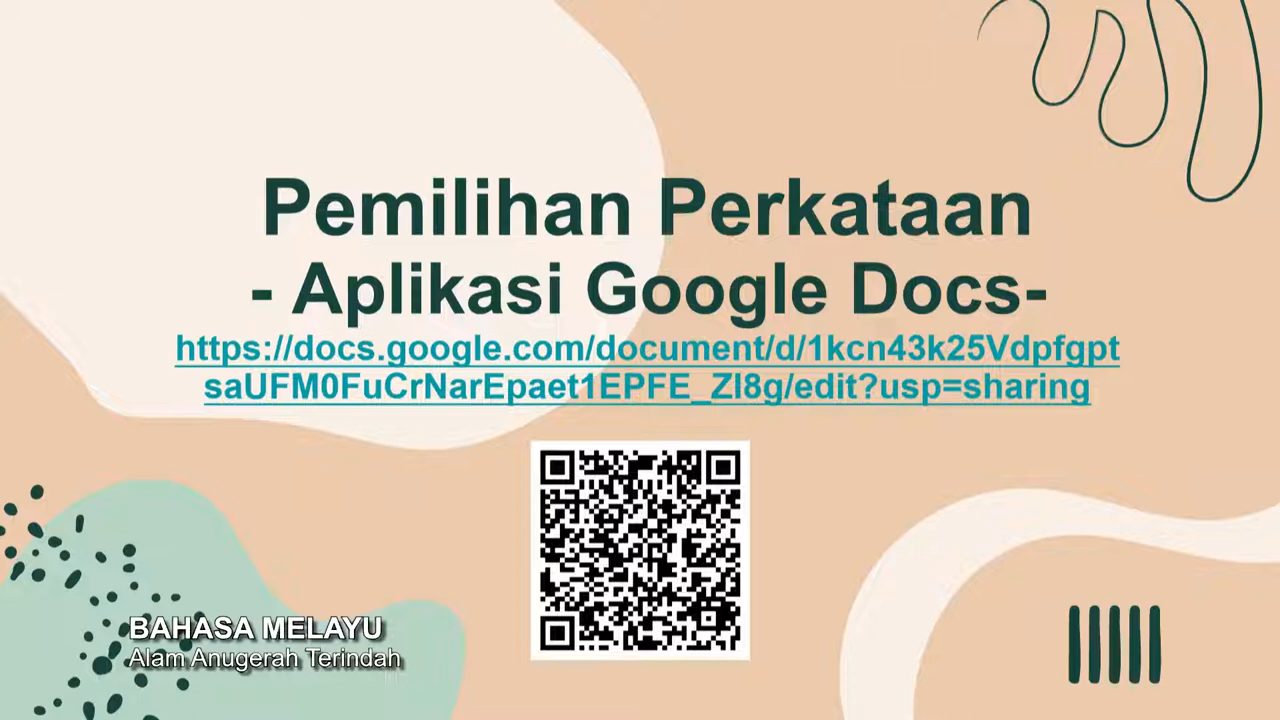 Pemilihan Perkataan
- Aplikasi Google Docs-
https://docs.google.com/document/d/1kcn43k25Vdpfgpt
saUFM0FuCrNarEpaet1EPFE_Zl8g/edit?usp=sharing
BAHASA MELAYU
Alam Anugerah Terindah